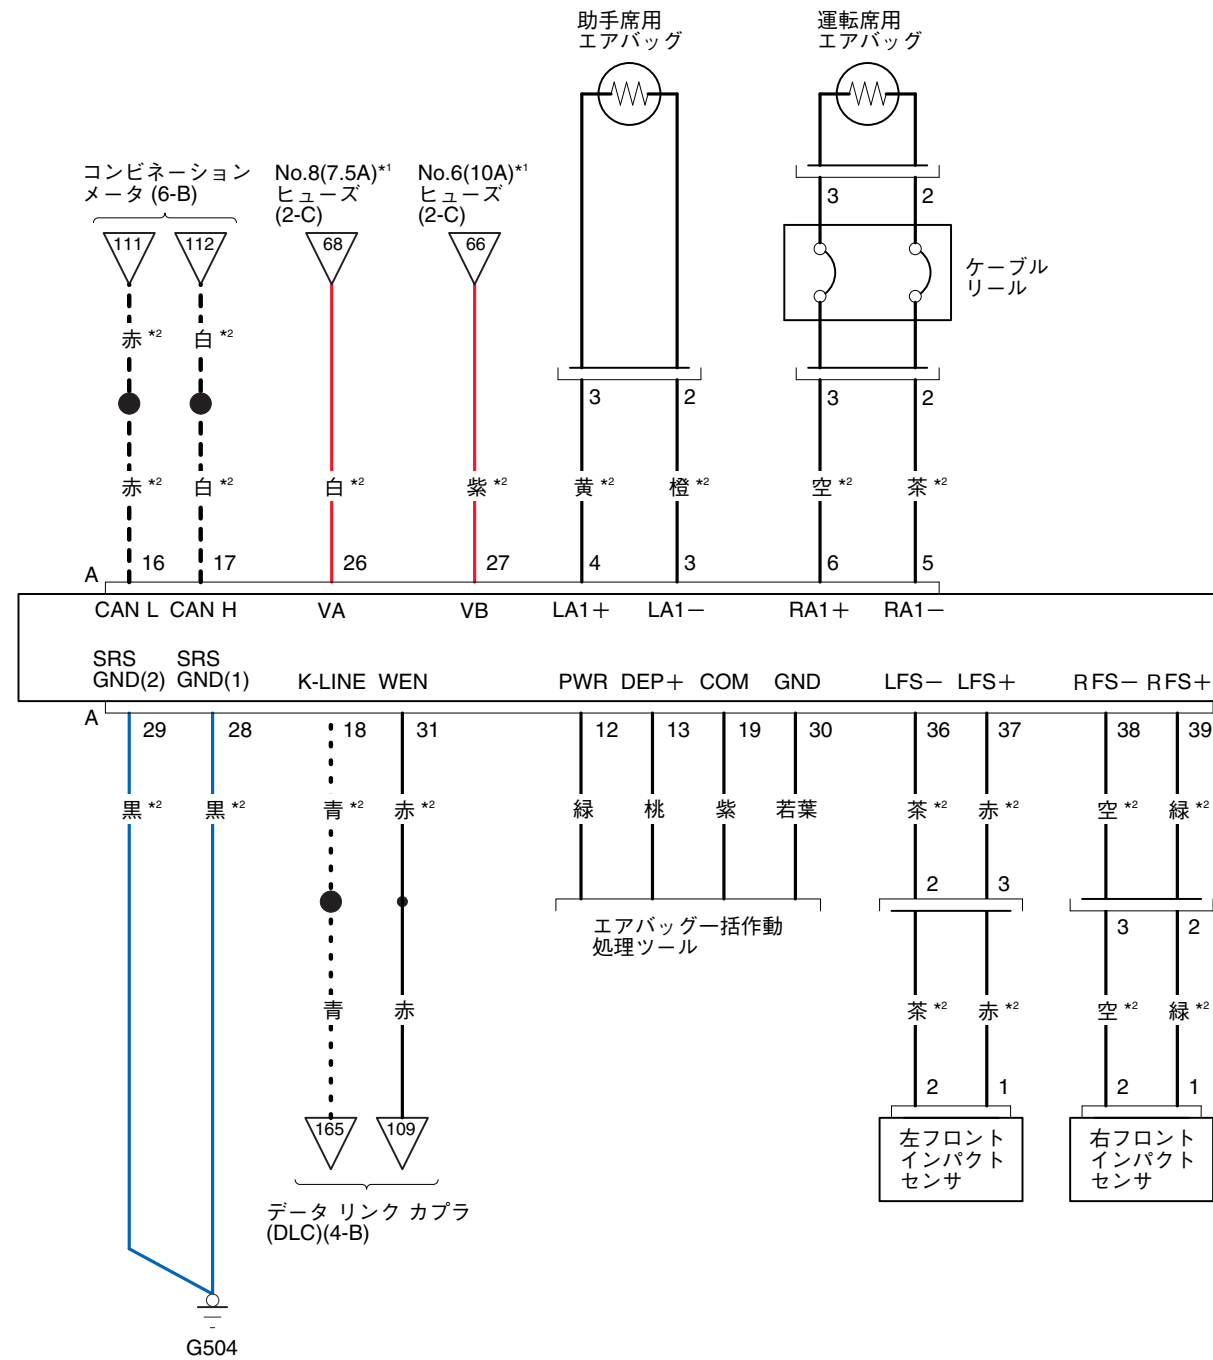 助手席用
エアバッグ
運転席用
エアバッグ
コンビネーション
メータ (6-B)
No.8(7.5A)*1
ヒューズ
(2-C)
No.6(10A)*1
ヒューズ
(2-C)
111
112
68
66
3 2
ケーブル
リール
赤 *2
白 *2
3 2
3 2
赤 *2
白 *2
白 *2
紫 *2
黄 *2
橙 *2
空 *2
茶 *2
A
16 17 26 27 4 3 6 5
CAN L CAN H VA VB LA1+ LA1− RA1+ RA1−
SRS
GND(2)
SRS
GND(1)
K-LINE WEN PWR DEP+ COM GND LFS− LFS+ RFS− RFS+
A
29 28 18 31 12 13 19 30 36 37 38 39
黒 *2
黒 *2
青 *2
赤 *2
緑
桃
紫
若葉
茶 *2
赤 *2
空 *2
緑 *2
2 3
3 2
エアバッグ一括作動
処理ツール
青
赤
茶 *2
赤 *2
空 *2
緑 *2
2 1
2 1
165
109
左フロント
インパクト
センサ
右フロント
インパクト
センサ
データ リンク カプラ
(DLC)(4-B)
G504